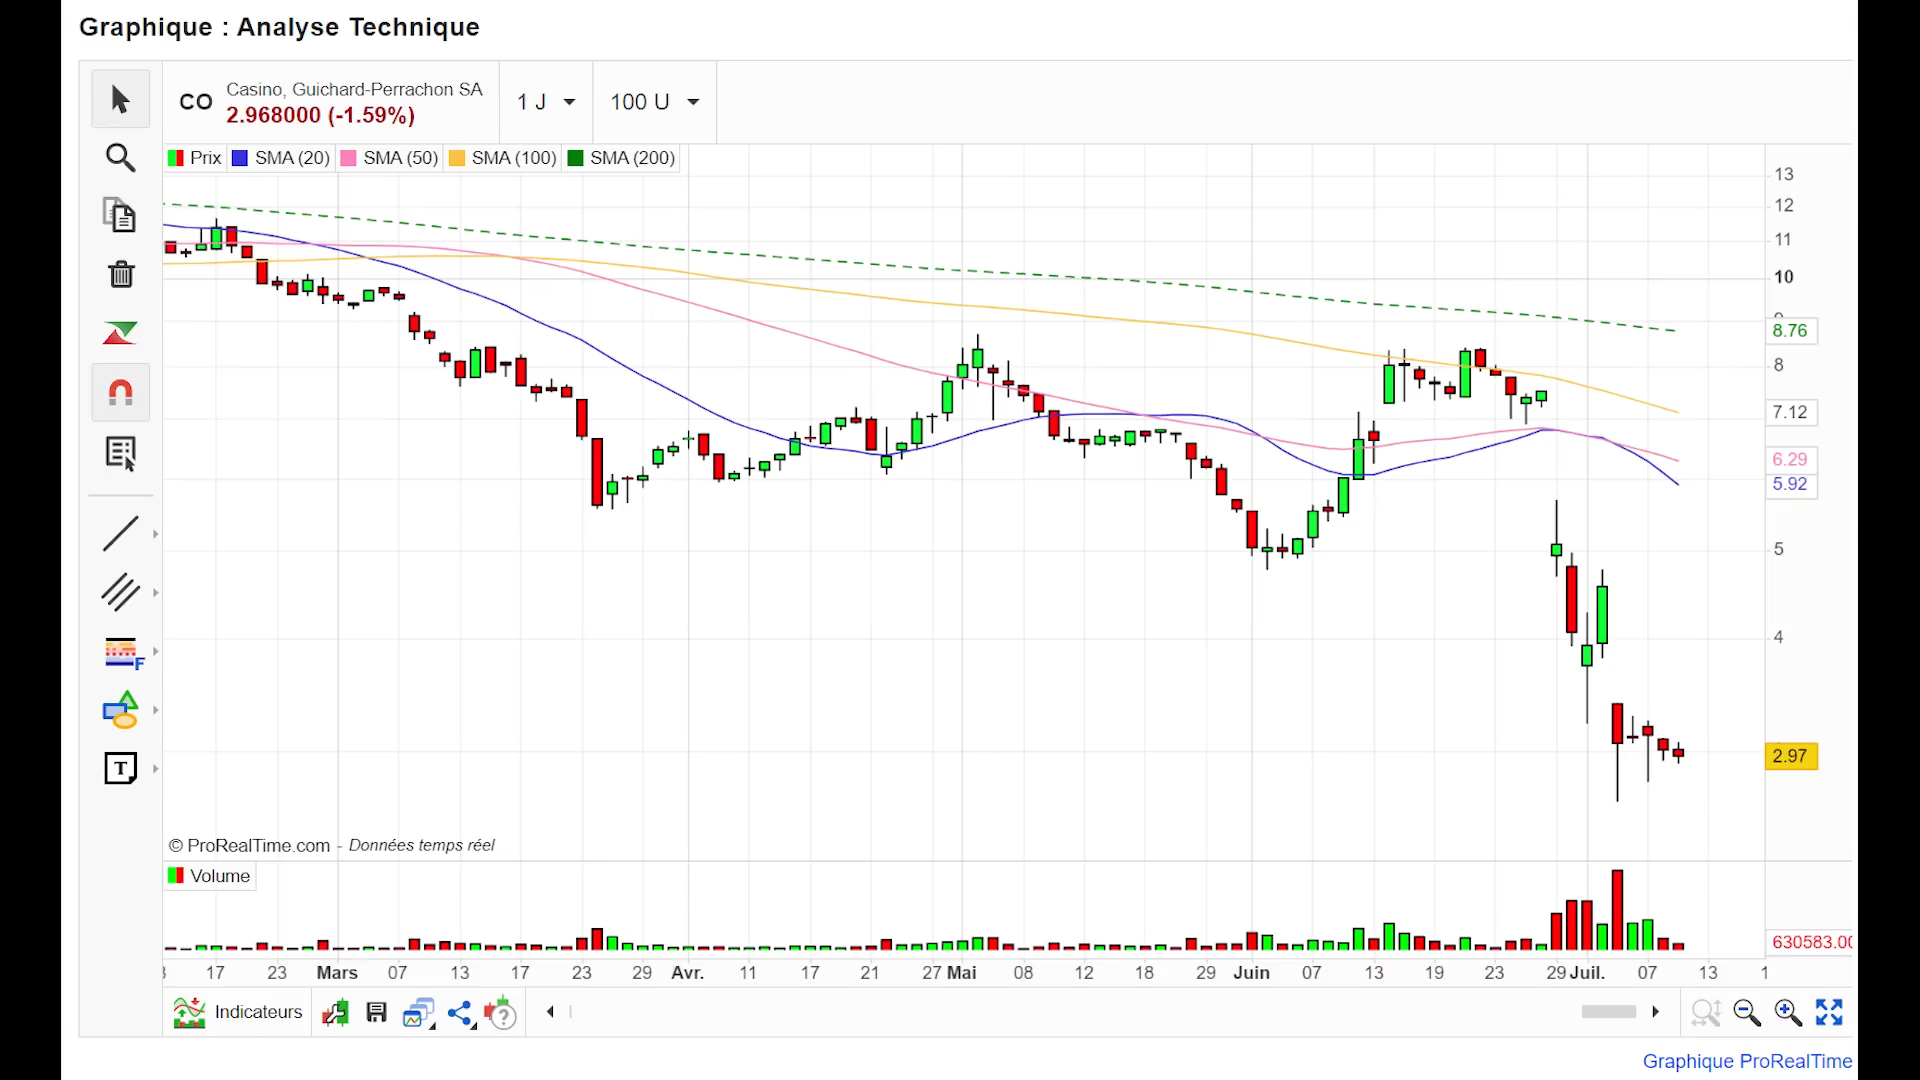 Graphique : Analyse Technique
CO
Casino, Guichard-Perrachon SA
2.968000 (-1.59%)
1 J
100 U
Prix SMA (20) SMA (50) SMA (100) SMA (200)
13
12
11
10
8.76
8
7.12
6.29
5.92
5
4
2.97
F
T
© ProRealTime.com - Données temps réel
Volume
630583.00
17 23 Mars 07 13 17 23 29 Avr. 11 17 21 27 Mai 08 12 18 29 Juin 07 13 19 23 29 Juil. 07 13 1
Indicateurs
?
Graphique ProRealTime